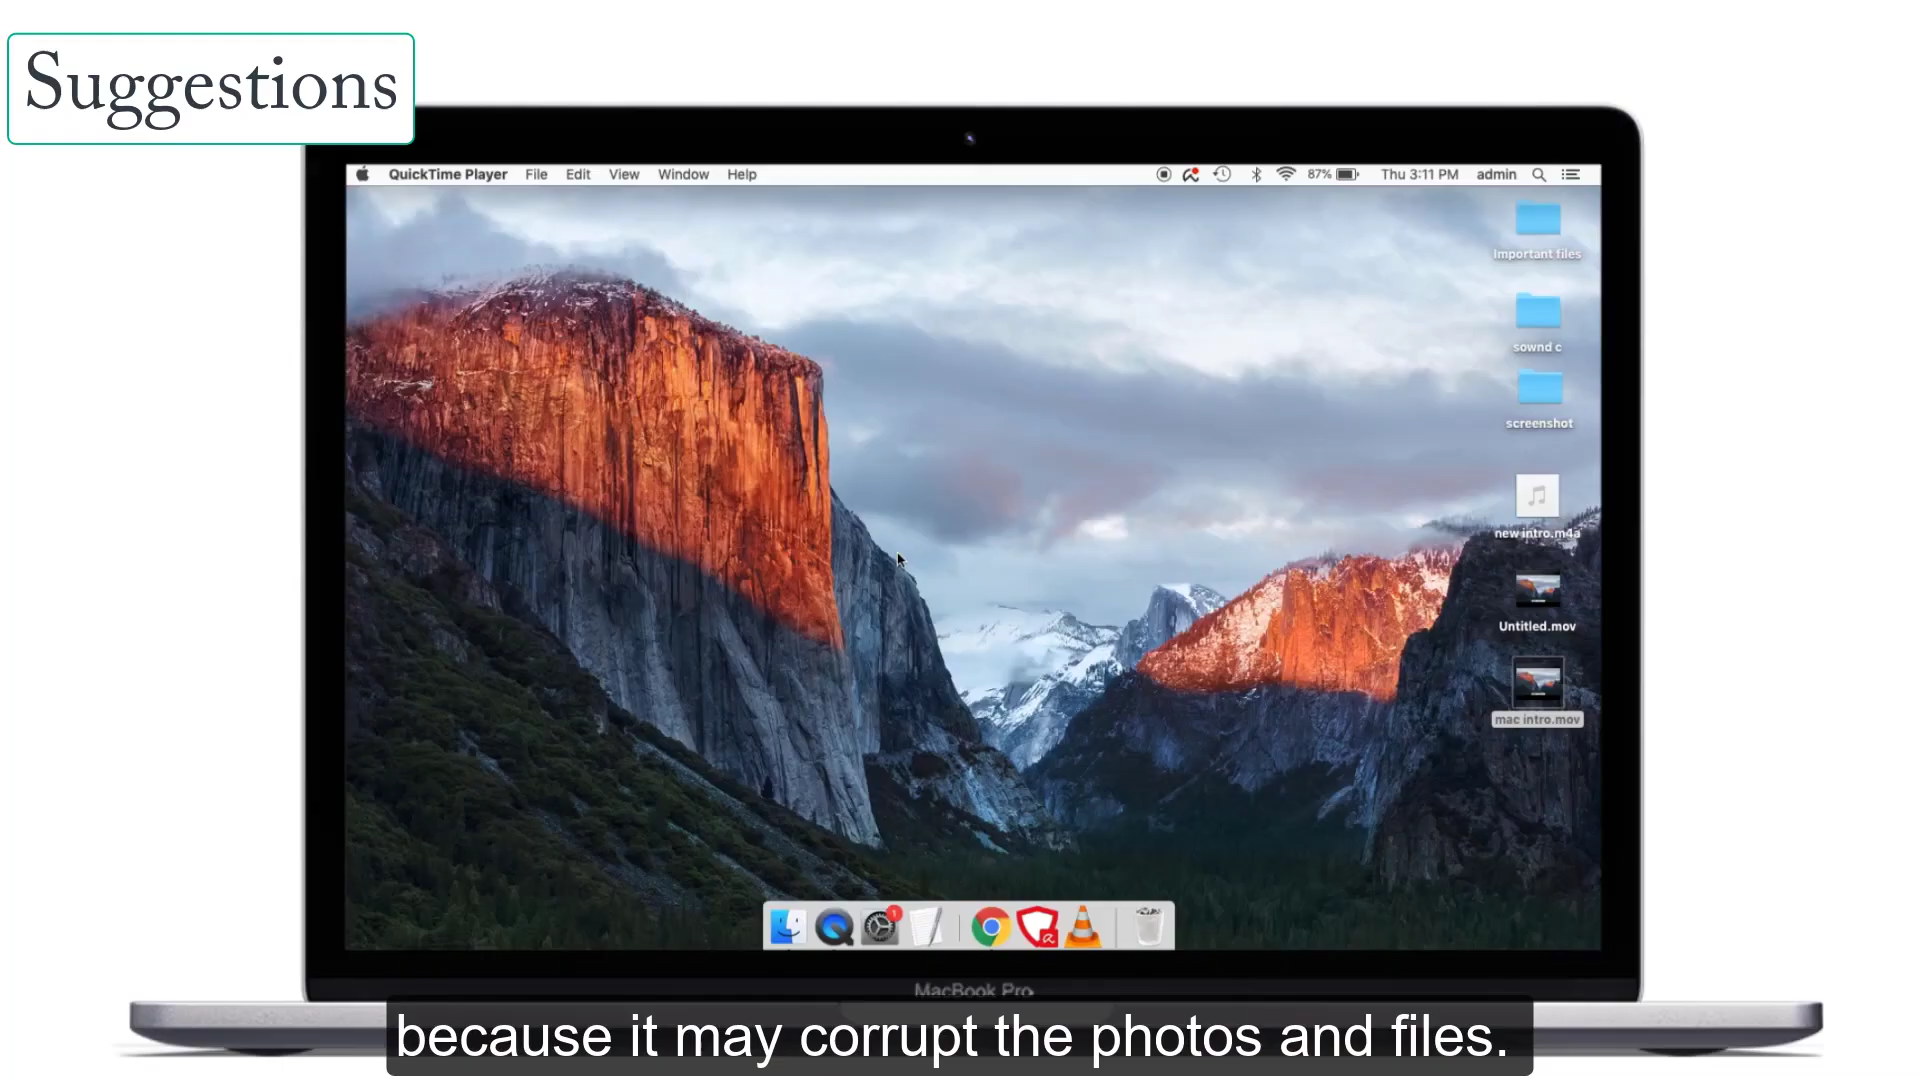 Suggestions
QuickTime Player File Edit View Window Help 87% Thu 3:11 PM admin
Important files
sownd c
screenshot
new intro.m4a
Untitled.mov
mac intro.mov
1
MacBook Pro
because it may corrupt the photos and files.